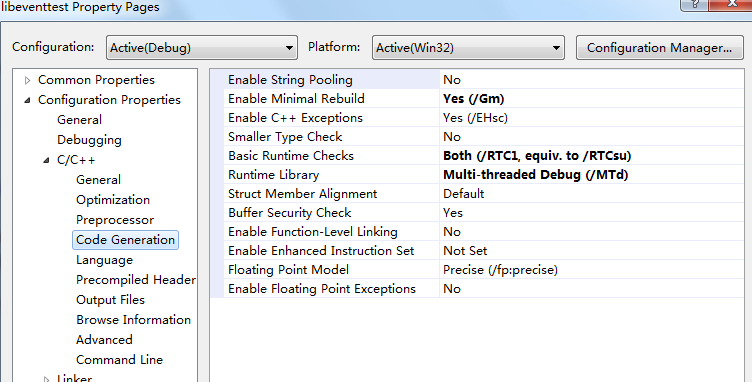 libeventtest Property Pages
Configuration: Active(Debug) Platform: Active(Win32) Configuration Manager...
Common Properties
Configuration Properties
General
Debugging
C/C++
General
Optimization
Preprocessor
Code Generation
Language
Precompiled Header
Output Files
Browse Information
Advanced
Command Line
Linker
Enable String Pooling No
Enable Minimal Rebuild Yes (/Gm)
Enable C++ Exceptions Yes (/EHsc)
Smaller Type Check No
Basic Runtime Checks Both (/RTC1, equiv. to /RTCsu)
Runtime Library Multi-threaded Debug (/MTd)
Struct Member Alignment Default
Buffer Security Check Yes
Enable Function-Level Linking No
Enable Enhanced Instruction Set Not Set
Floating Point Model Precise (/fp:precise)
Enable Floating Point Exceptions No